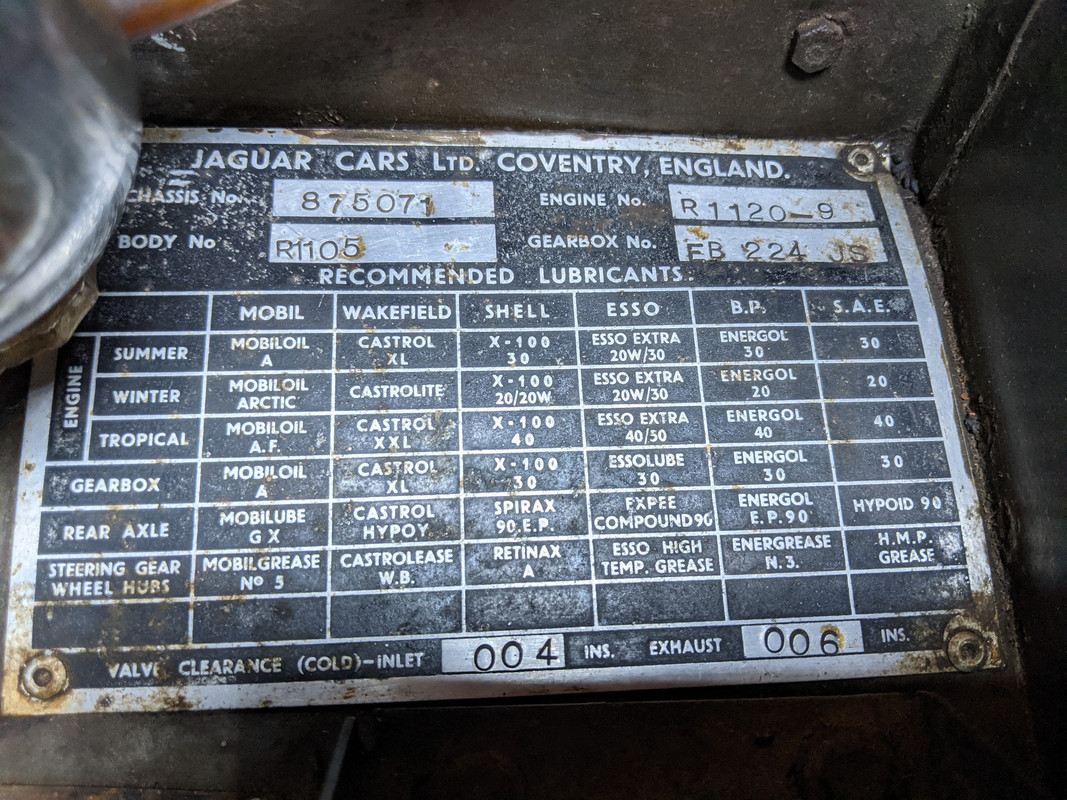 JAGUAR CARS LTD. COVENTRY, ENGLAND.
CHASSIS No. 875071 ENGINE No. R1120-9
BODY No R1105 GEARBOX No. EB 224 JS
RECOMMENDED LUBRICANTS.
MOBIL WAKEFIELD SHELL ESSO B.P. S.A.E.
ENGINE
SUMMER MOBILOIL A CASTROL XL X-100 30 ESSO EXTRA 20W/30 ENERGOL 30 30
WINTER MOBILOIL ARCTIC CASTROLITE X-100 20/20W ESSO EXTRA 20W/30 ENERGOL 20 20
TROPICAL MOBILOIL A.F. CASTROL XXL X-100 40 ESSO EXTRA 40/50 ENERGOL 40 40
GEARBOX MOBILOIL A CASTROL XL X-100 30 ESSOLUBE 30 ENERGOL 30 30
REAR AXLE MOBILUBE GX CASTROL HYPOY SPIRAX 90.E.P. EXPEE COMPOUND 90 ENERGOL E.P.90 HYPOID 90
STEERING GEAR WHEEL HUBS MOBILGREASE Nº 5 CASTROLEASE W.B. RETINAX A ESSO HIGH TEMP. GREASE ENERGREASE N.3. H.M.P. GREASE
VALVE CLEARANCE (COLD)-INLET 004 INS. EXHAUST 006 INS.